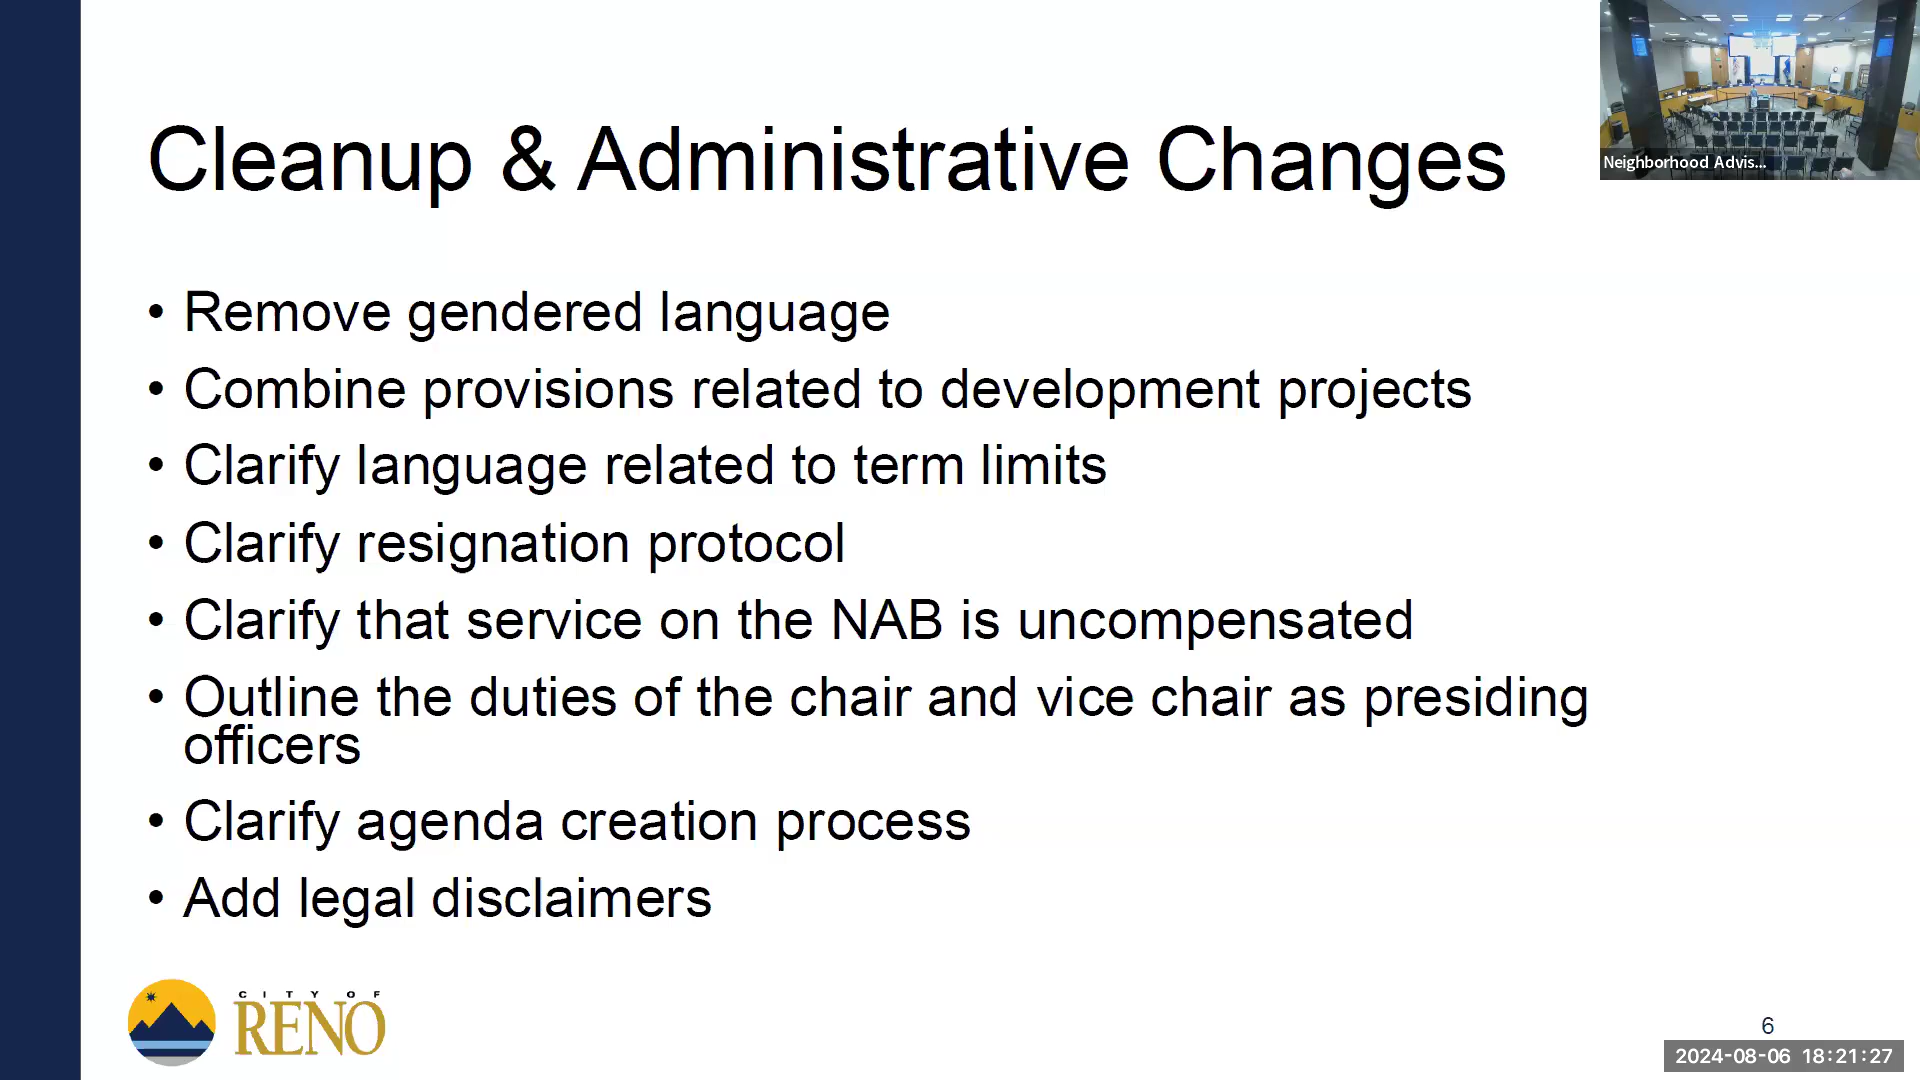 Cleanup & Administrative Changes
Neighborhood Advis...
• Remove gendered language
• Combine provisions related to development projects
• Clarify language related to term limits
• Clarify resignation protocol
• Clarify that service on the NAB is uncompensated
• Outline the duties of the chair and vice chair as presiding
officers
• Clarify agenda creation process
• Add legal disclaimers
CITY OF
RENO
6
2024-08-06 18:21:27